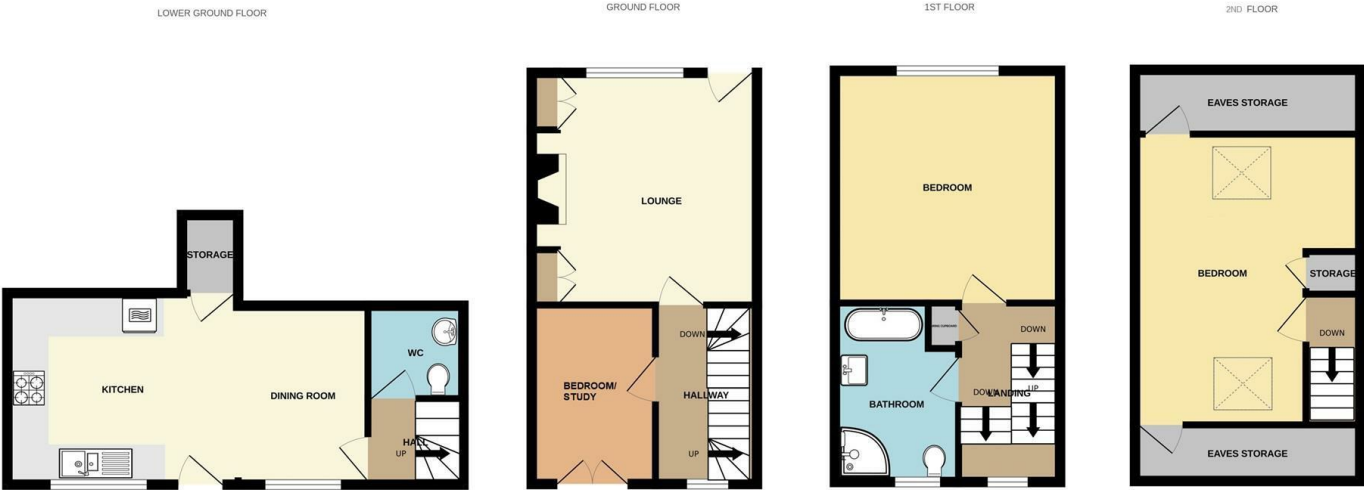 LOWER GROUND FLOOR
STORAGE
KITCHEN
DINING ROOM
WC
HALL
UP
GROUND FLOOR
LOUNGE
DOWN
BEDROOM/
STUDY
HALLWAY
UP
1ST FLOOR
BEDROOM
DOWN
UP
DOWN
LANDING
BATHROOM
2ND FLOOR
EAVES STORAGE
BEDROOM
STORAGE
DOWN
EAVES STORAGE